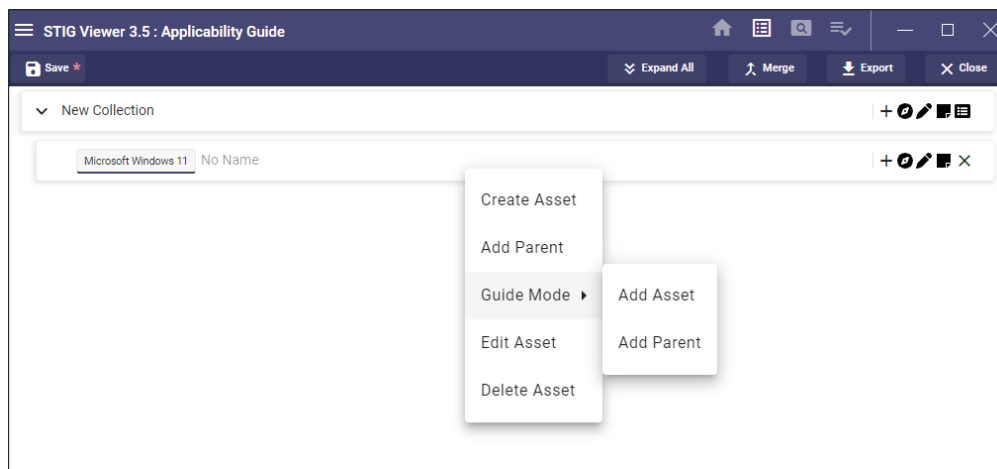 STIG Viewer 3.5 : Applicability Guide
Save *
Expand All
Merge
Export
Close
New Collection
Microsoft Windows 11
No Name
Create Asset
Add Parent
Guide Mode
Add Asset
Edit Asset
Add Parent
Delete Asset